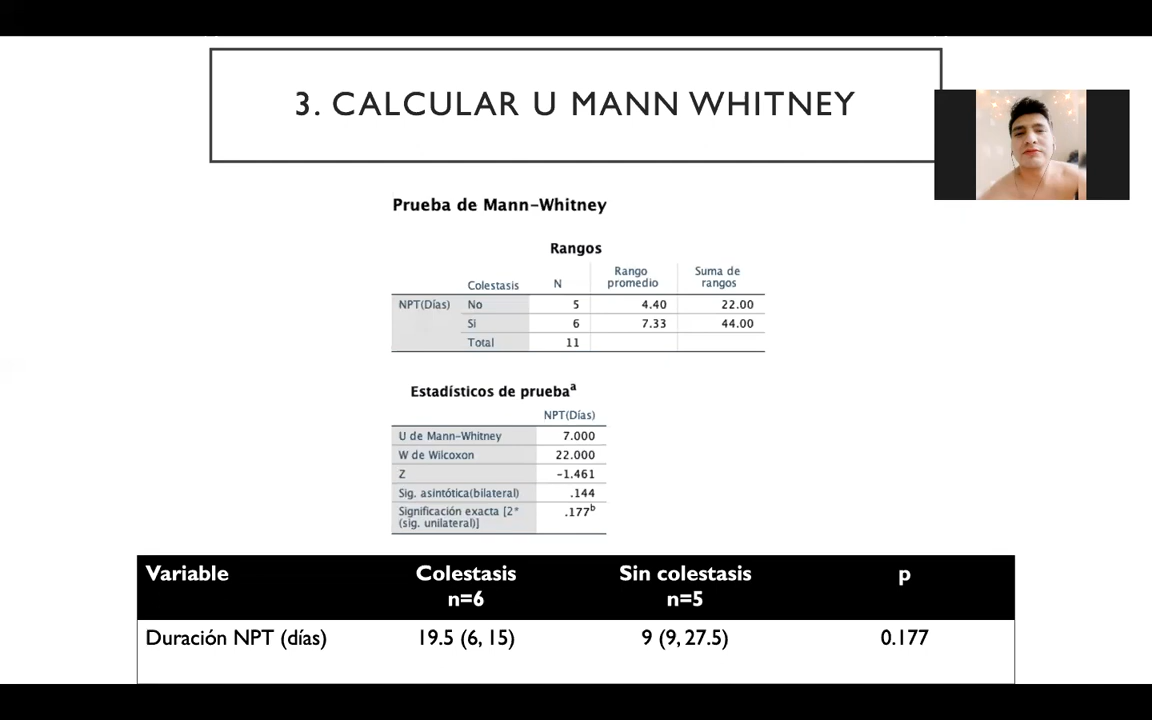 3. CALCULAR U MANN WHITNEY
Prueba de Mann–Whitney
Rangos
Colestasis N Rango promedio Suma de rangos
NPT(Días) No 5 4.40 22.00
Si 6 7.33 44.00
Total 11
Estadísticos de prueba^a
NPT(Días)
U de Mann–Whitney 7.000
W de Wilcoxon 22.000
Z -1.461
Sig. asintótica(bilateral) .144
Significación exacta [2* (sig. unilateral)] .177^b
Variable Colestasis n=6 Sin colestasis n=5 p
Duración NPT (días) 19.5 (6, 15) 9 (9, 27.5) 0.177